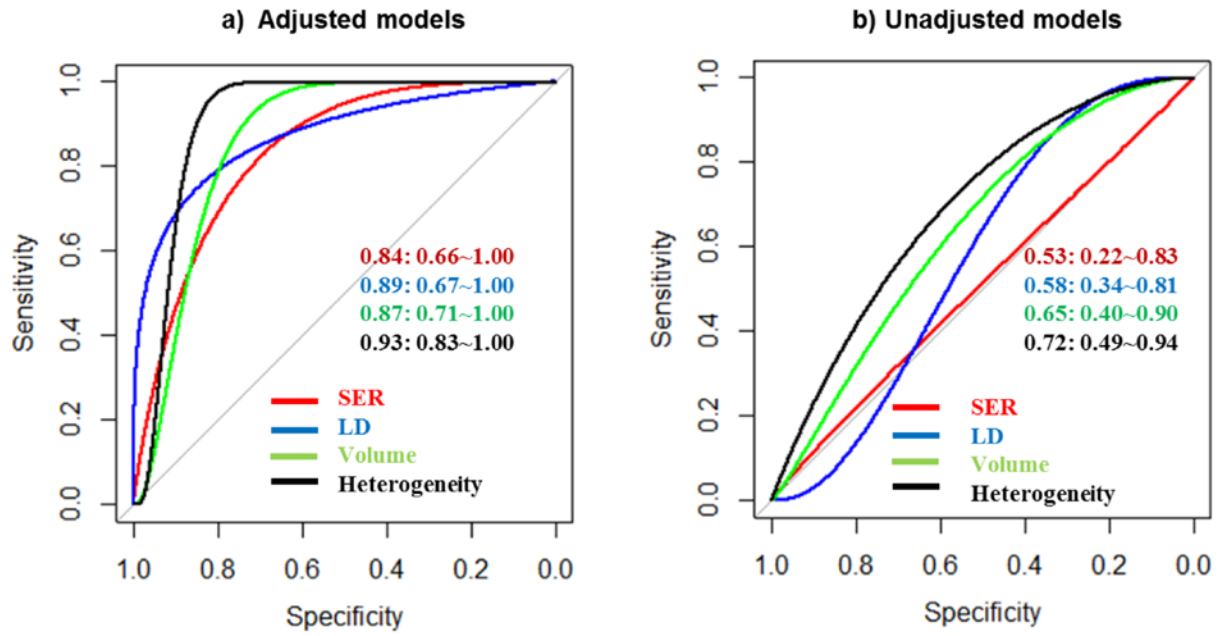 a) Adjusted models
Sensitivity
1.0
0.8
0.6
0.4
0.2
0.0
0.84: 0.66~1.00
0.89: 0.67~1.00
0.87: 0.71~1.00
0.93: 0.83~1.00
SER
LD
Volume
Heterogeneity
1.0 0.8 0.6 0.4 0.2 0.0
Specificity
b) Unadjusted models
Sensitivity
1.0
0.8
0.6
0.4
0.2
0.0
0.53: 0.22~0.83
0.58: 0.34~0.81
0.65: 0.40~0.90
0.72: 0.49~0.94
SER
LD
Volume
Heterogeneity
1.0 0.8 0.6 0.4 0.2 0.0
Specificity